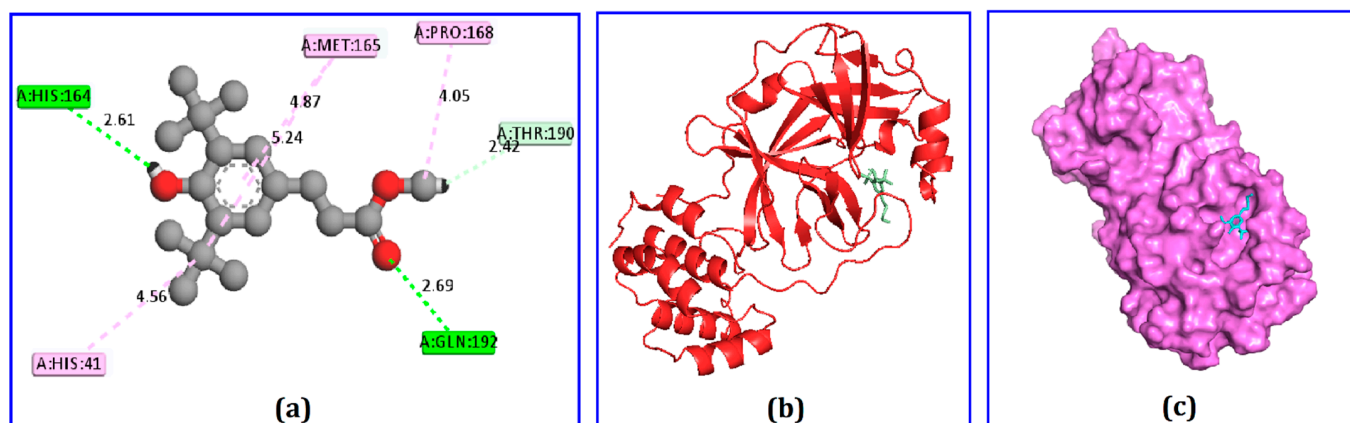 A:MET:165
A:PRO:168
A:HIS:164
2.61
4.87
4.05
A:THR:190
2.42
5.24
4.56
2.69
A:GLN:192
A:HIS:41
(a)
(b)
(c)